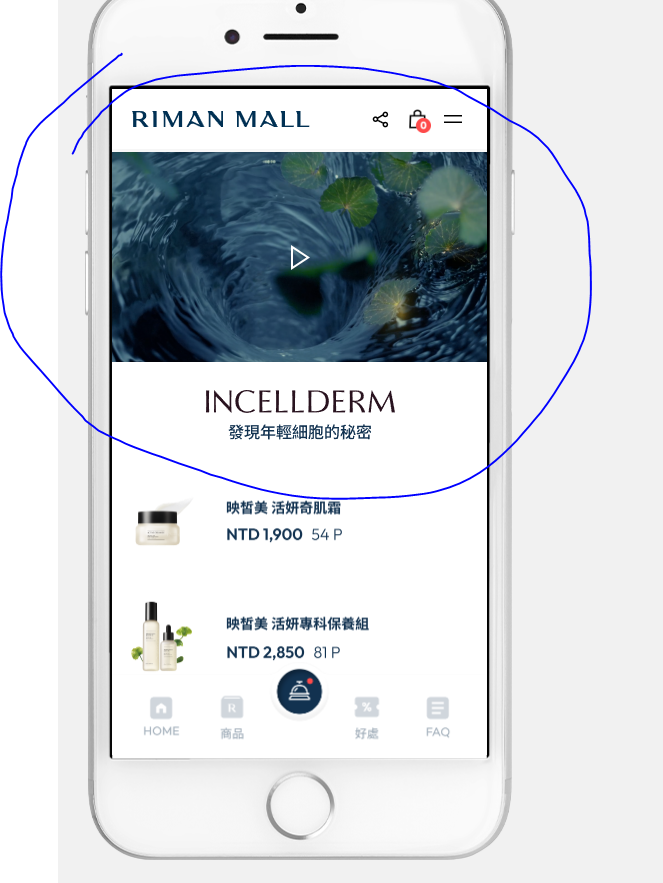 RIMAN MALL
0
INCELLDERM
發現年輕細胞的秘密
映皙美 活妍奇肌霜
NTD 1,900 54 P
映皙美 活妍專科保養組
NTD 2,850 81 P
R
%
HOME
商品
好處
FAQ